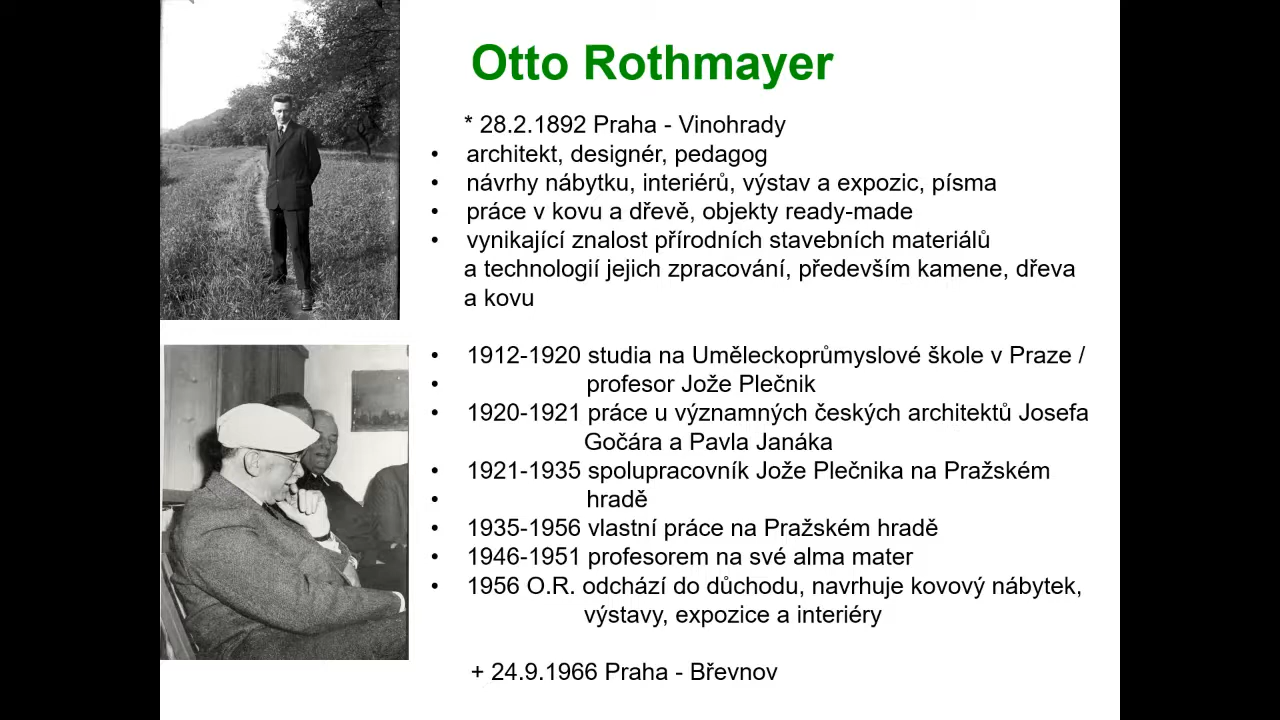 Otto Rothmayer
* 28.2.1892 Praha - Vinohrady
• architekt, designér, pedagog
• návrhy nábytku, interiérů, výstav a expozic, písma
• práce v kovu a dřevě, objekty ready-made
• vynikající znalost přírodních stavebních materiálů
a technologií jejich zpracování, především kamene, dřeva
a kovu
• 1912-1920 studia na Uměleckoprůmyslové škole v Praze /
• profesor Jože Plečnik
• 1920-1921 práce u významných českých architektů Josefa
Gočára a Pavla Janáka
• 1921-1935 spolupracovník Jože Plečnika na Pražském
• hradě
• 1935-1956 vlastní práce na Pražském hradě
• 1946-1951 profesorem na své alma mater
• 1956 O.R. odchází do důchodu, navrhuje kovový nábytek,
výstavy, expozice a interiéry
+ 24.9.1966 Praha - Břevnov